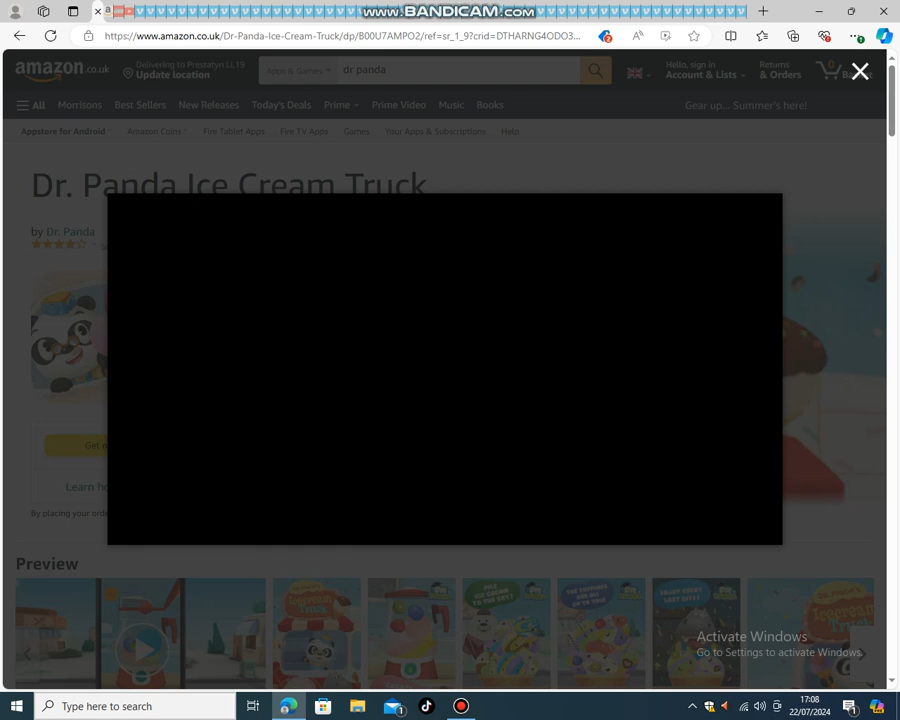 www.BANDICAM.com
https://www.amazon.co.uk/Dr-Panda-Ice-Cream-Truck/dp/B00U7AMPO2/ref=sr_1_9?crid=DTHARNG4ODO3...
amazon.co.uk
Delivering to Prestatyn LL19
Update location
Apps & Games
dr panda
Hello, sign in
Account & Lists
Returns
& Orders
0
All
Morrisons
Best Sellers
New Releases
Today's Deals
Prime
Prime Video
Music
Books
Gear up... Summer's here!
Appstore for Android
Amazon Coins
Fire Tablet Apps
Fire TV Apps
Games
Your Apps & Subscriptions
Help
Dr. Panda Ice Cream Truck
by Dr. Panda
Get
Learn
By placing your
Preview
Activate Windows
Go to Settings to activate Windows.
Type here to search
17:08
22/07/2024